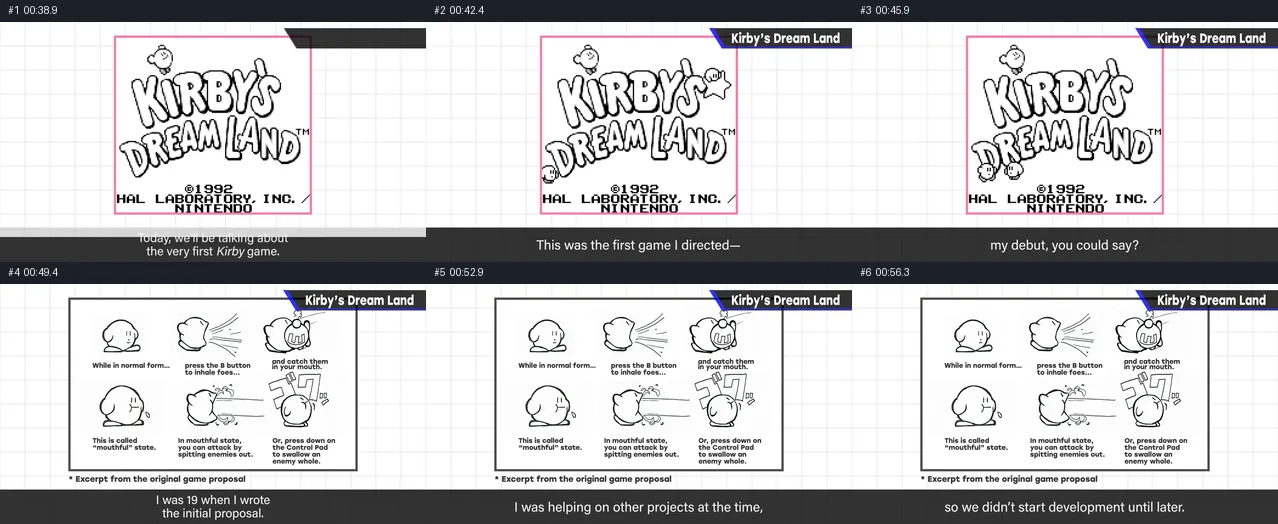 #1 00:38.9
KIRBY'S
DREAM LAND™
©1992
HAL LABORATORY, INC. /
NINTENDO
Today, we'll be talking about
the very first Kirby game.
#2 00:42.4
Kirby's Dream Land
KIRBY'S
DREAM LAND™
©1992
HAL LABORATORY, INC. /
NINTENDO
This was the first game I directed—
#3 00:45.9
Kirby's Dream Land
KIRBY'S
DREAM LAND™
©1992
HAL LABORATORY, INC. /
NINTENDO
my debut, you could say?
#4 00:49.4
Kirby's Dream Land
While in normal form...
press the B button
to inhale foes...
and catch them
in your mouth.
This is called
"mouthful" state.
In mouthful state,
you can attack by
spitting enemies out.
Or, press down on
the Control Pad
to swallow an
enemy whole.
* Excerpt from the original game proposal
I was 19 when I wrote
the initial proposal.
#5 00:52.9
Kirby's Dream Land
While in normal form...
press the B button
to inhale foes...
and catch them
in your mouth.
This is called
"mouthful" state.
In mouthful state,
you can attack by
spitting enemies out.
Or, press down on
the Control Pad
to swallow an
enemy whole.
* Excerpt from the original game proposal
I was helping on other projects at the time,
#6 00:56.3
Kirby's Dream Land
While in normal form...
press the B button
to inhale foes...
and catch them
in your mouth.
This is called
"mouthful" state.
In mouthful state,
you can attack by
spitting enemies out.
Or, press down on
the Control Pad
to swallow an
enemy whole.
* Excerpt from the original game proposal
so we didn't start development until later.